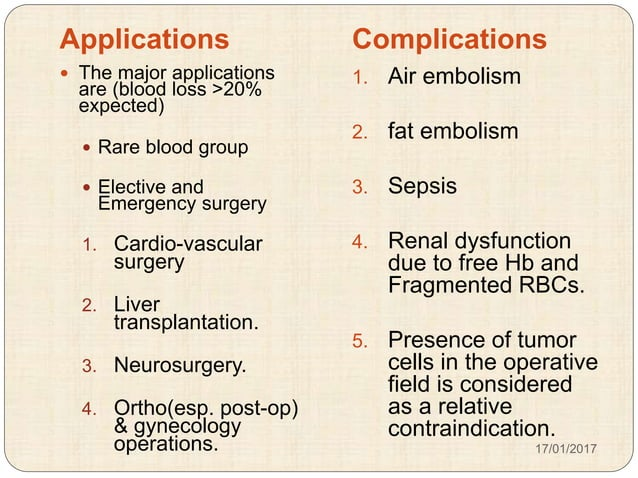 Applications
• The major applications
are (blood loss >20%
expected)
• Rare blood group
• Elective and
Emergency surgery
1. Cardio-vascular
surgery
2. Liver
transplantation.
3. Neurosurgery.
4. Ortho(esp. post-op)
& gynecology
operations.
Complications
1. Air embolism
2. fat embolism
3. Sepsis
4. Renal dysfunction
due to free Hb and
Fragmented RBCs.
5. Presence of tumor
cells in the operative
field is considered
as a relative
contraindication.
17/01/2017